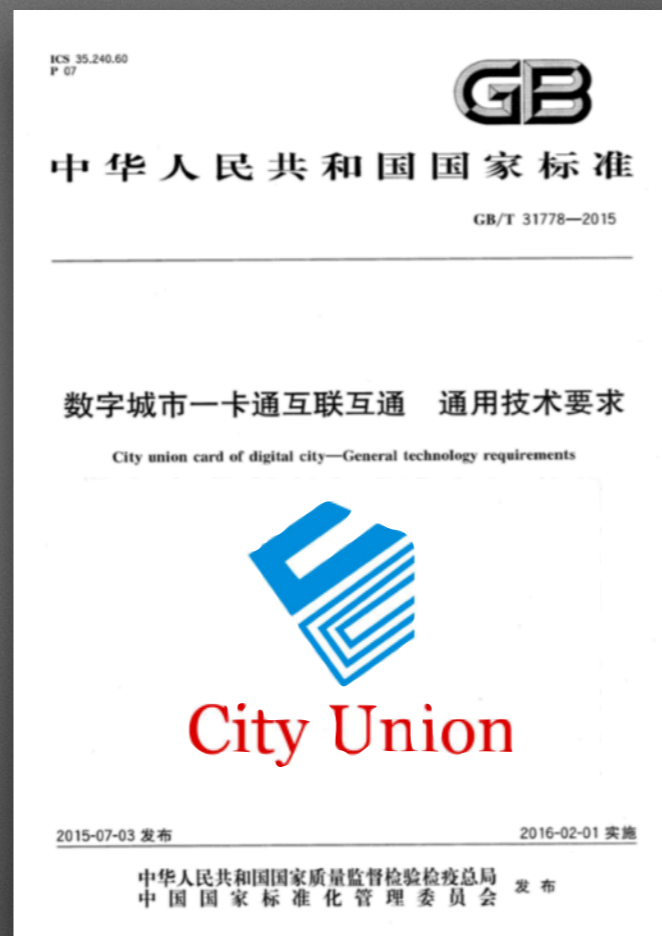 ICS 35.240.60
P 07
GB
中华人民共和国国家标准
GB/T 31778—2015
数字城市一卡通互联互通 通用技术要求
City union card of digital city—General technology requirements
City Union
2015-07-03 发布
2016-02-01 实施
中华人民共和国国家质量监督检验检疫总局
中国国家标准化管理委员会
发布